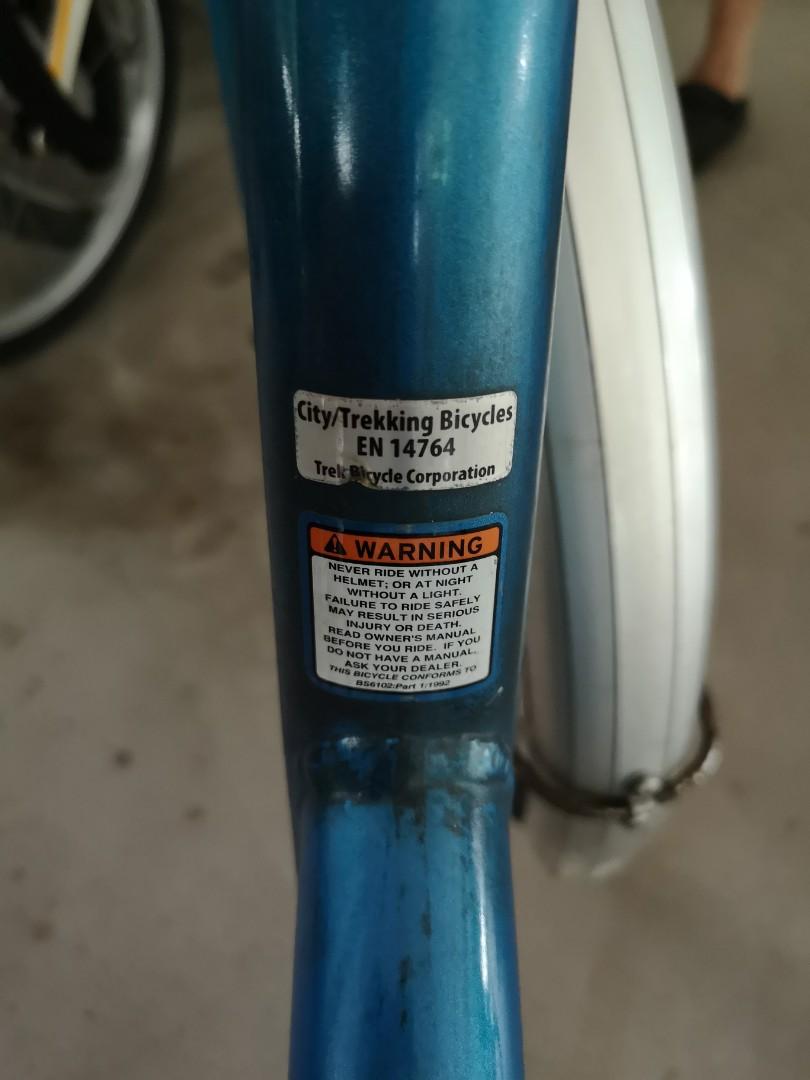 City/Trekking Bicycles
EN 14764
Trek Bicycle Corporation
WARNING
NEVER RIDE WITHOUT A
HELMET; OR AT NIGHT
WITHOUT A LIGHT.
FAILURE TO RIDE SAFELY
MAY RESULT IN SERIOUS
INJURY OR DEATH.
READ OWNER'S MANUAL
BEFORE YOU RIDE. IF YOU
DO NOT HAVE A MANUAL,
ASK YOUR DEALER.
THIS BICYCLE CONFORMS TO
BS6102:Part 1:1992